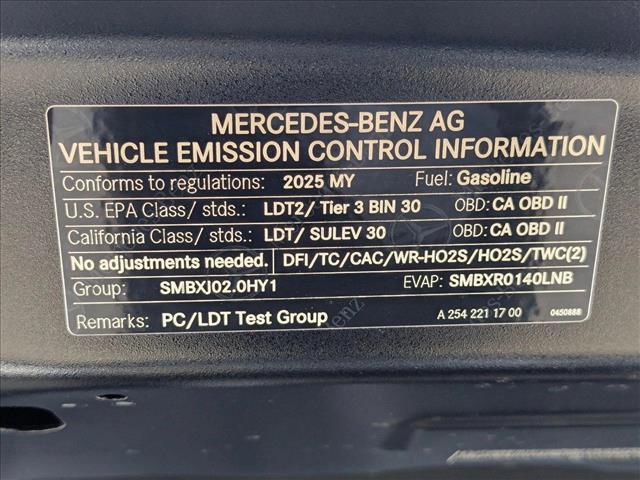 MERCEDES-BENZ AG
VEHICLE EMISSION CONTROL INFORMATION
Conforms to regulations: 2025 MY Fuel: Gasoline
U.S. EPA Class/ stds.: LDT2/ Tier 3 BIN 30 OBD: CA OBD II
California Class/ stds.: LDT/ SULEV 30 OBD: CA OBD II
No adjustments needed. DFI/TC/CAC/WR-HO2S/HO2S/TWC(2)
Group: SMBXJ02.0HY1 EVAP: SMBXR0140LNB
Remarks: PC/LDT Test Group A 254 221 17 00 0450888